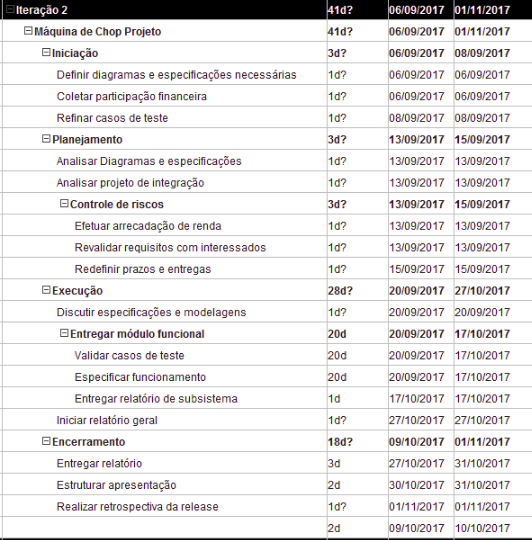 Iteração 2 41d? 06/09/2017 01/11/2017
Máquina de Chop Projeto 41d? 06/09/2017 01/11/2017
Iniciação 3d? 06/09/2017 08/09/2017
Definir diagramas e especificações necessárias 1d? 06/09/2017 06/09/2017
Coletar participação financeira 1d? 06/09/2017 06/09/2017
Refinar casos de teste 1d? 08/09/2017 08/09/2017
Planejamento 3d? 13/09/2017 15/09/2017
Analisar Diagramas e especificações 1d? 13/09/2017 13/09/2017
Analisar projeto de integração 1d? 13/09/2017 13/09/2017
Controle de riscos 3d? 13/09/2017 15/09/2017
Efetuar arrecadação de renda 1d? 13/09/2017 13/09/2017
Revalidar requisitos com interessados 1d? 13/09/2017 13/09/2017
Redefinir prazos e entregas 1d? 15/09/2017 15/09/2017
Execução 28d? 20/09/2017 27/10/2017
Discutir especificações e modelagens 1d? 20/09/2017 20/09/2017
Entregar módulo funcional 20d 20/09/2017 17/10/2017
Validar casos de teste 20d 20/09/2017 17/10/2017
Especificar funcionamento 20d 20/09/2017 17/10/2017
Entregar relatório de subsistema 1d 17/10/2017 17/10/2017
Iniciar relatório geral 1d? 27/10/2017 27/10/2017
Encerramento 18d? 09/10/2017 01/11/2017
Entregar relatório 3d 27/10/2017 31/10/2017
Estruturar apresentação 2d 30/10/2017 31/10/2017
Realizar retrospectiva da release 1d? 01/11/2017 01/11/2017
2d 09/10/2017 10/10/2017